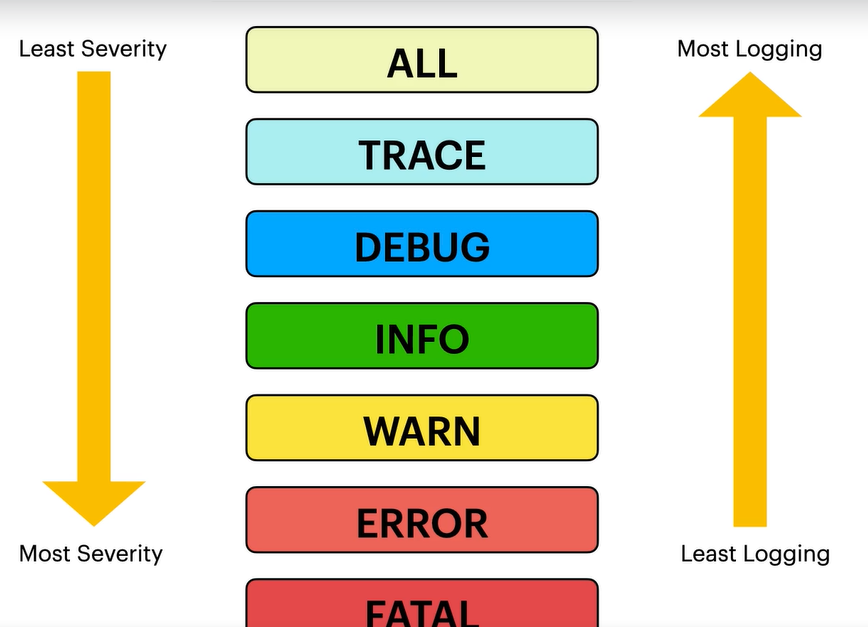 Least Severity
ALL
Most Logging
TRACE
DEBUG
INFO
WARN
ERROR
Most Severity
Least Logging
FATAL